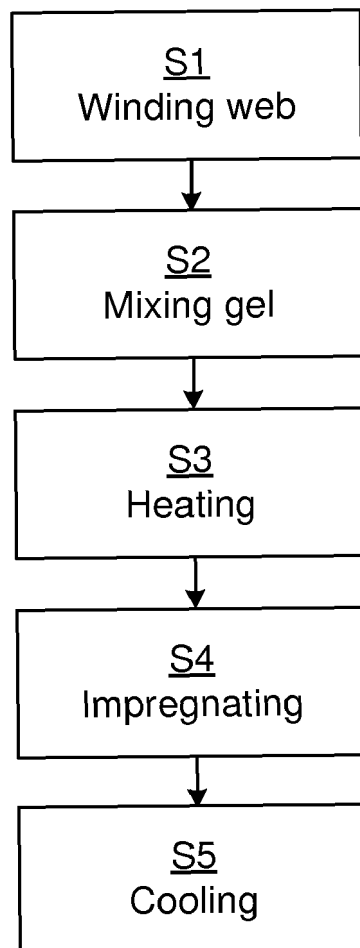 S1
Winding web
S2
Mixing gel
S3
Heating
S4
Impregnating
S5
Cooling